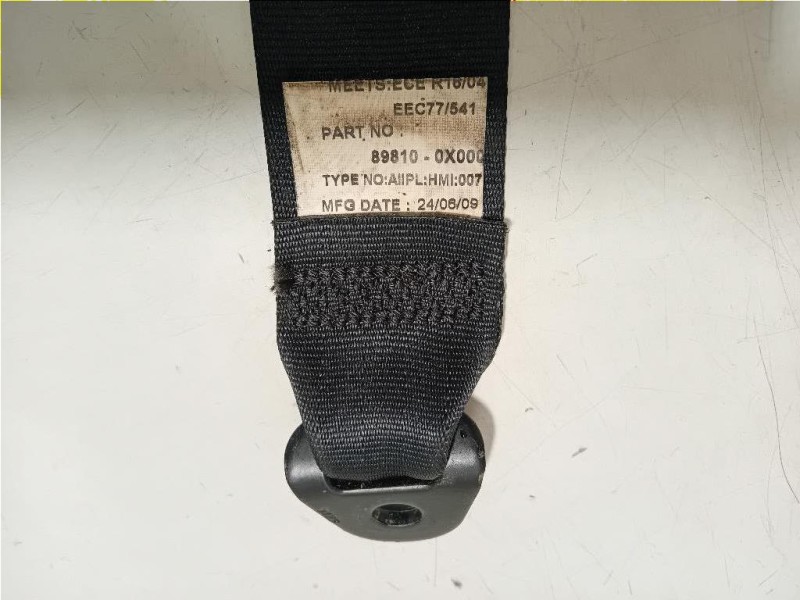 MEETS:ECE R16/04
EEC77/541
PART NO :
89810 - 0X000
TYPE NO:AIIPL:HMI:007
MFG DATE : 24/06/09